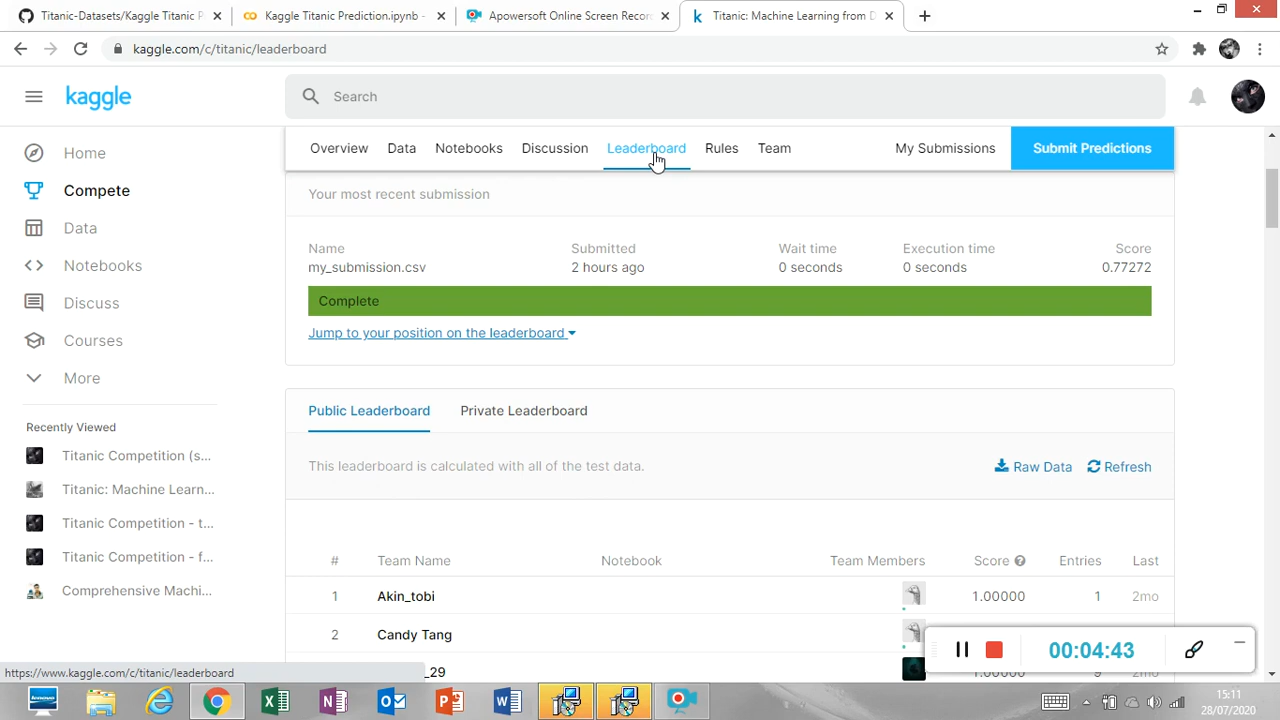 Titanic-Datasets/Kaggle Titanic P
Kaggle Titanic Prediction.ipynb -
Apowersoft Online Screen Recor
Titanic: Machine Learning from D
kaggle.com/c/titanic/leaderboard
kaggle
Search
Overview Data Notebooks Discussion Leaderboard Rules Team My Submissions Submit Predictions
Home
Compete
Data
Notebooks
Discuss
Courses
More
Recently Viewed
Titanic Competition (s...
Titanic: Machine Learn...
Titanic Competition - t...
Titanic Competition - f...
Comprehensive Machi...
Your most recent submission
Name Submitted Wait time Execution time Score
my_submission.csv 2 hours ago 0 seconds 0 seconds 0.77272
Complete
Jump to your position on the leaderboard
Public Leaderboard Private Leaderboard
This leaderboard is calculated with all of the test data.
Raw Data Refresh
# Team Name Notebook Team Members Score Entries Last
1 Akin_tobi 1.00000 1 2mo
2 Candy Tang
_29
00:04:43
https://www.kaggle.com/c/titanic/leaderboard
15:11
28/07/2020